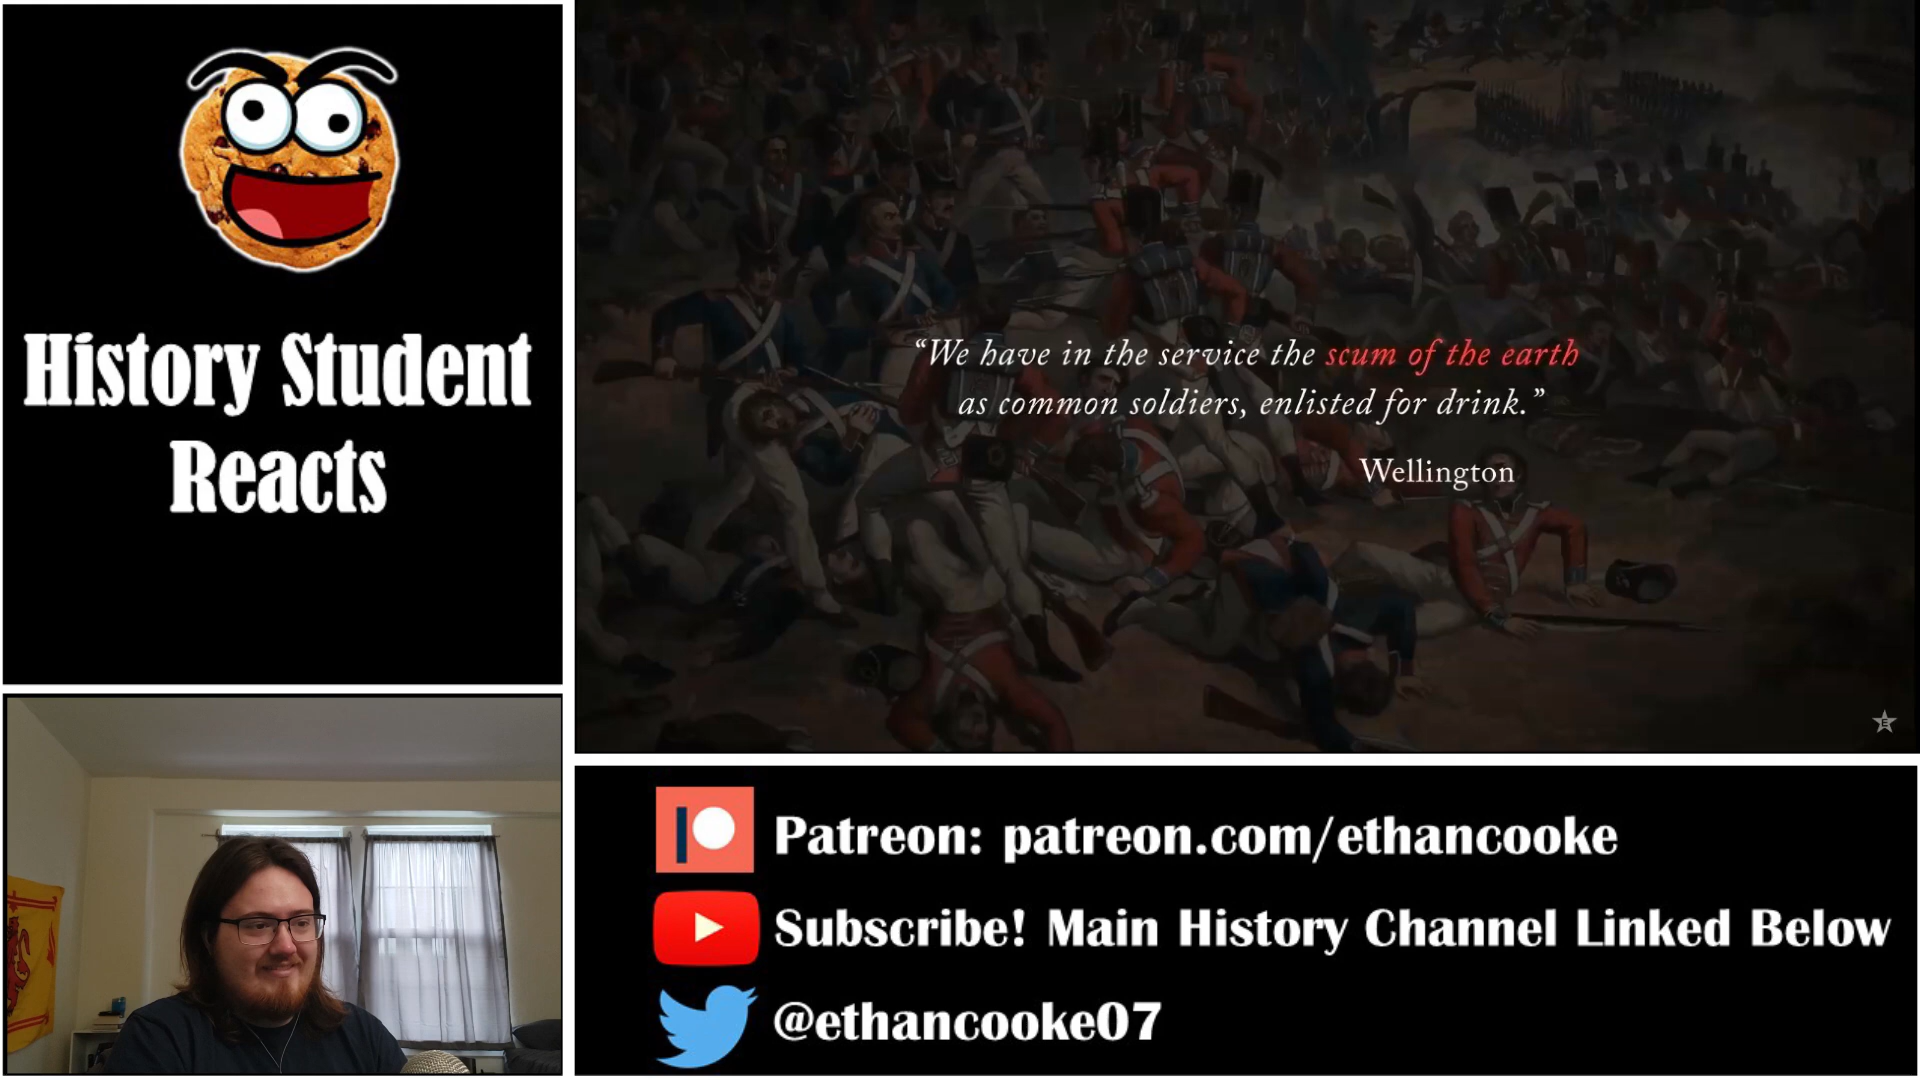 History Student
Reacts
“We have in the service the scum of the earth
as common soldiers, enlisted for drink.”
Wellington
E
Patreon: patreon.com/ethancooke
Subscribe! Main History Channel Linked Below
@ethancooke07